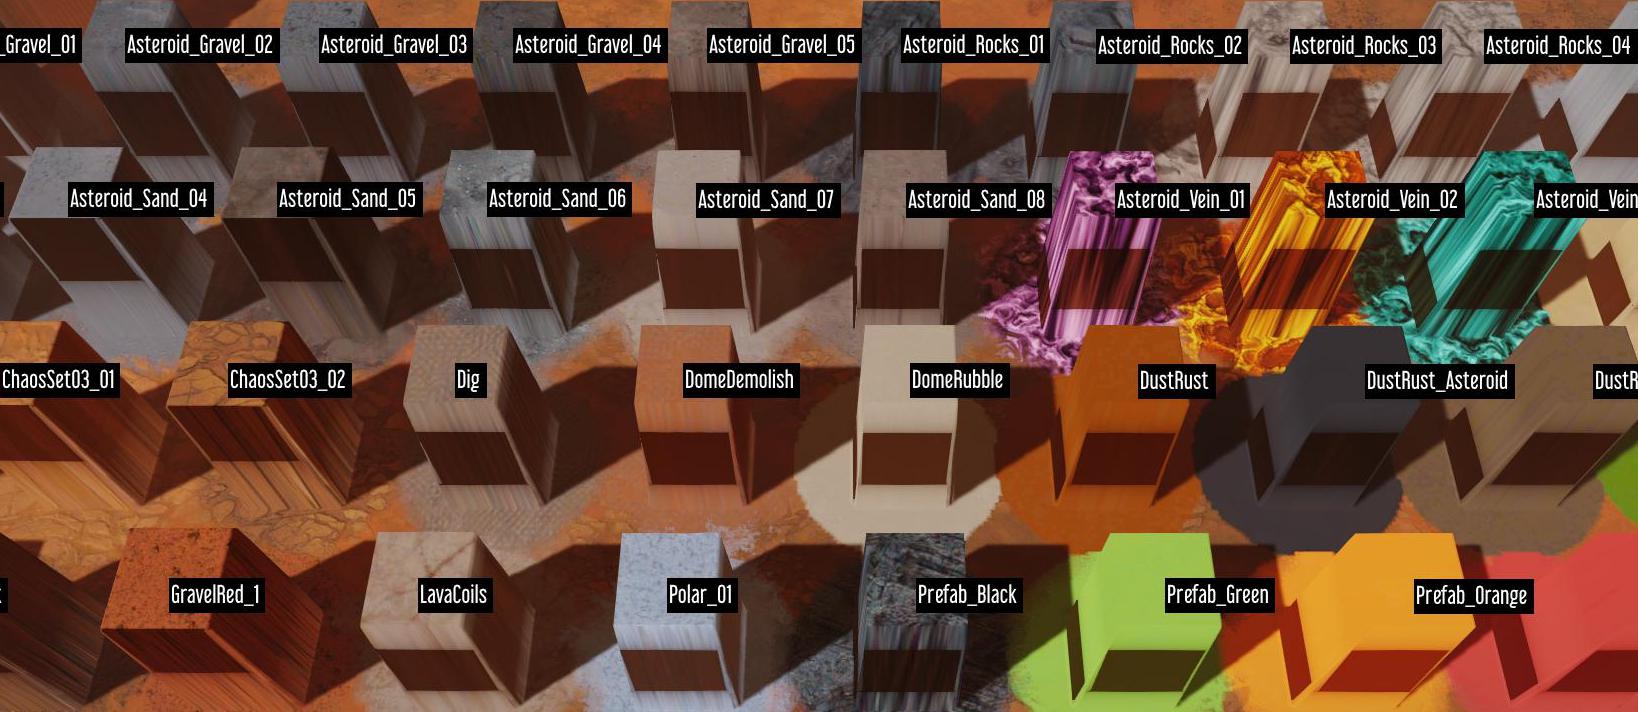 _Gravel_01
Asteroid_Gravel_02
Asteroid_Gravel_03
Asteroid_Gravel_04
Asteroid_Gravel_05
Asteroid_Rocks_01
Asteroid_Rocks_02
Asteroid_Rocks_03
Asteroid_Rocks_04
Asteroid_Sand_04
Asteroid_Sand_05
Asteroid_Sand_06
Asteroid_Sand_07
Asteroid_Sand_08
Asteroid_Vein_01
Asteroid_Vein_02
Asteroid_Vein
ChaosSet03_01
ChaosSet03_02
Dig
DomeDemolish
DomeRubble
DustRust
DustRust_Asteroid
DustR
GravelRed_1
LavaCoils
Polar_01
Prefab_Black
Prefab_Green
Prefab_Orange